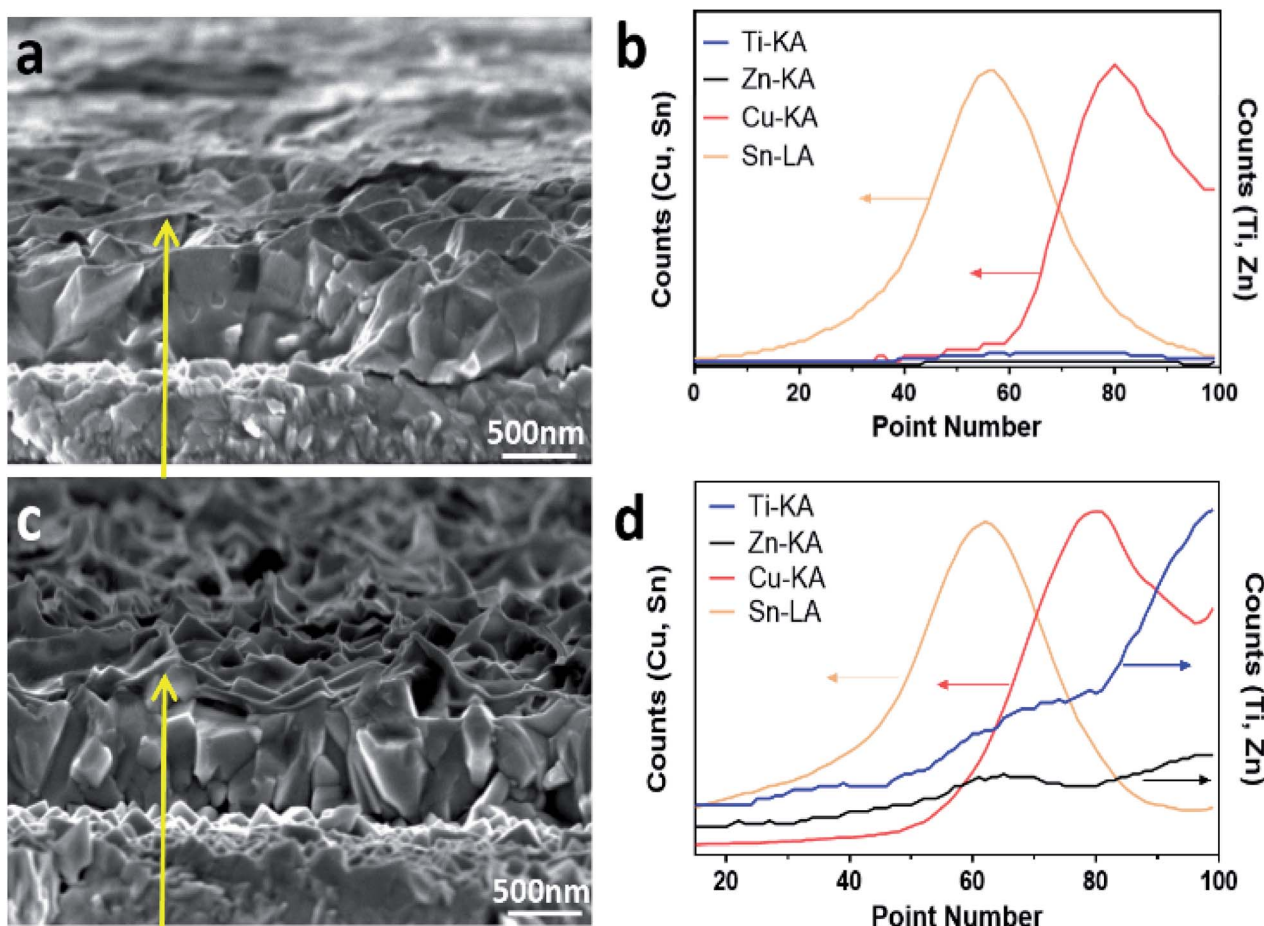 a
500nm
b
Ti-KA
Zn-KA
Cu-KA
Sn-LA
Counts (Cu, Sn)
Counts (Ti, Zn)
0 20 40 60 80 100
Point Number
c
500nm
d
Ti-KA
Zn-KA
Cu-KA
Sn-LA
Counts (Cu, Sn)
Counts (Ti, Zn)
20 40 60 80 100
Point Number